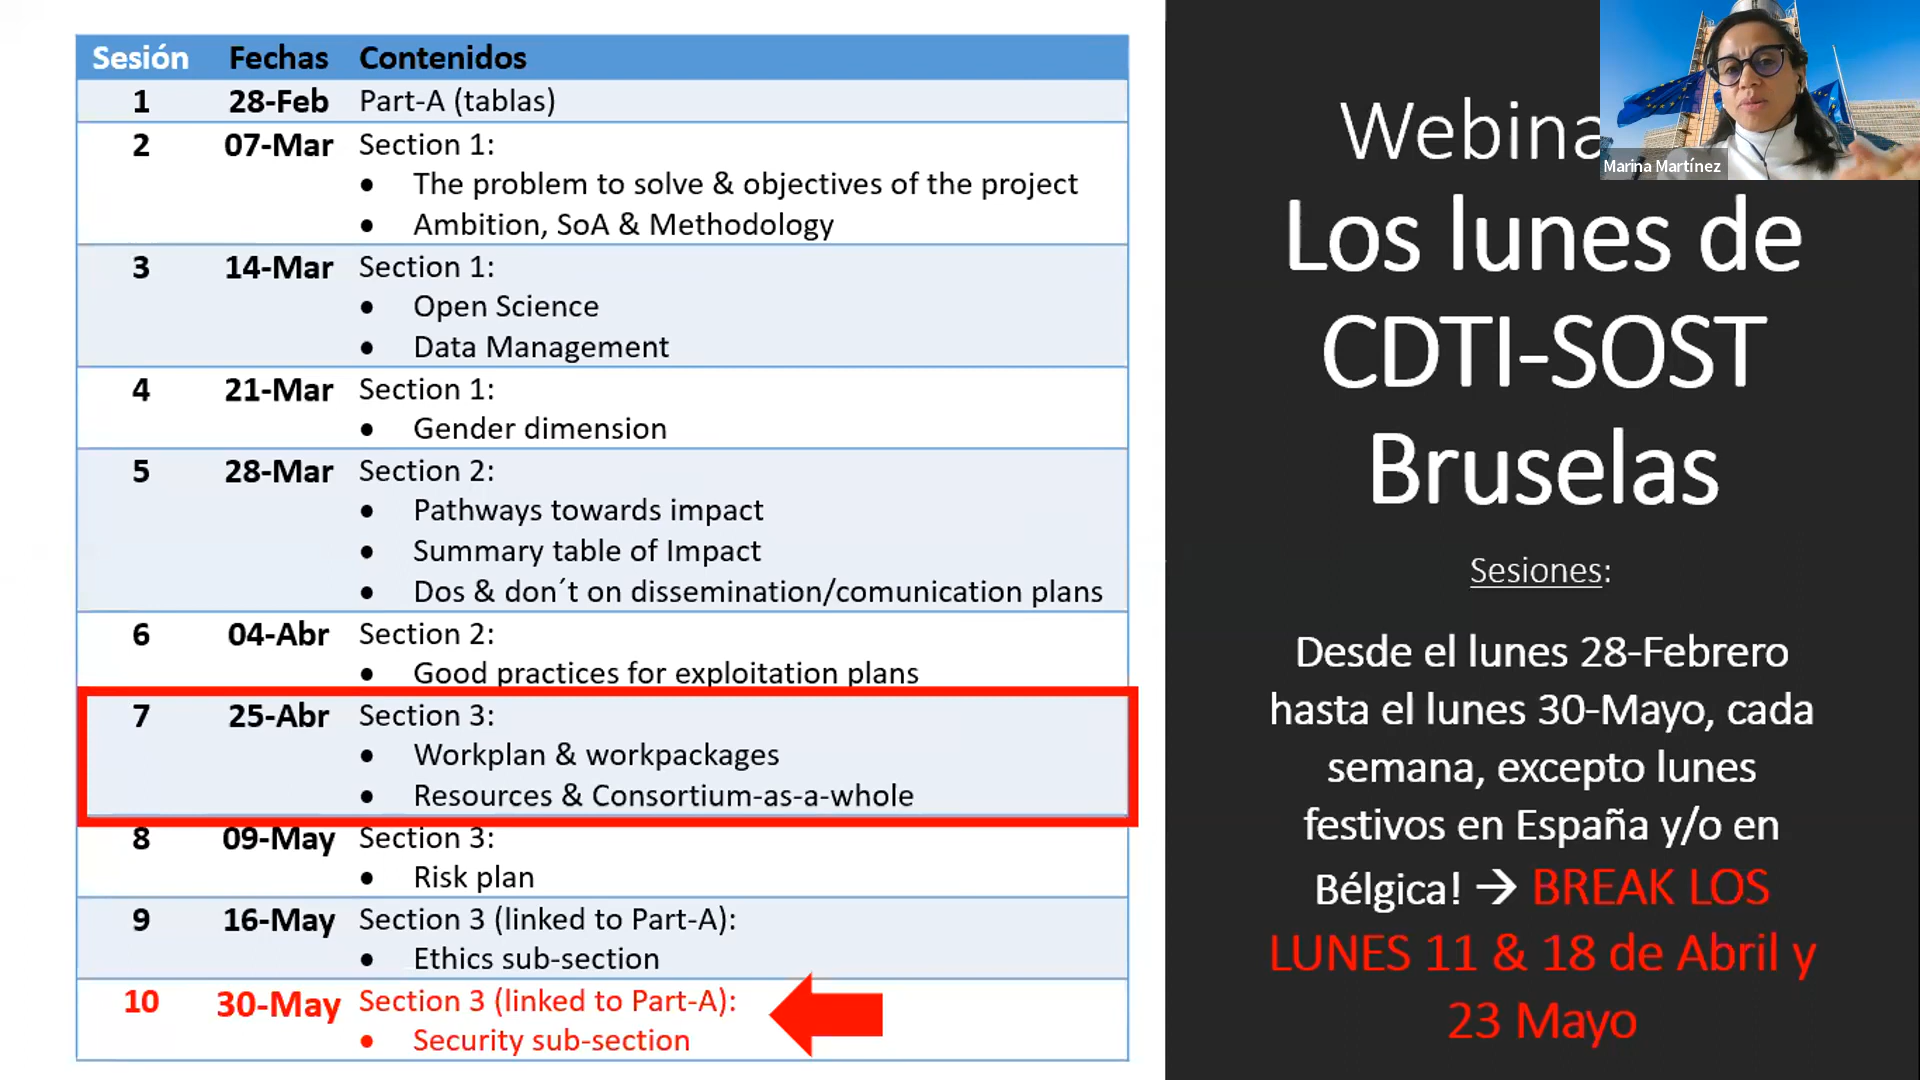 Sesión Fechas Contenidos
1 28-Feb Part-A (tablas)
2 07-Mar Section 1:
• The problem to solve & objectives of the project
• Ambition, SoA & Methodology
3 14-Mar Section 1:
• Open Science
• Data Management
4 21-Mar Section 1:
• Gender dimension
5 28-Mar Section 2:
• Pathways towards impact
• Summary table of Impact
• Dos & don´t on dissemination/comunication plans
6 04-Abr Section 2:
• Good practices for exploitation plans
7 25-Abr Section 3:
• Workplan & workpackages
• Resources & Consortium-as-a-whole
8 09-May Section 3:
• Risk plan
9 16-May Section 3 (linked to Part-A):
• Ethics sub-section
10 30-May Section 3 (linked to Part-A):
• Security sub-section
Webina
Los lunes de
CDTI-SOST
Bruselas
Sesiones:
Desde el lunes 28-Febrero
hasta el lunes 30-Mayo, cada
semana, excepto lunes
festivos en España y/o en
Bélgica! → BREAK LOS
LUNES 11 & 18 de Abril y
23 Mayo
Marina Martínez